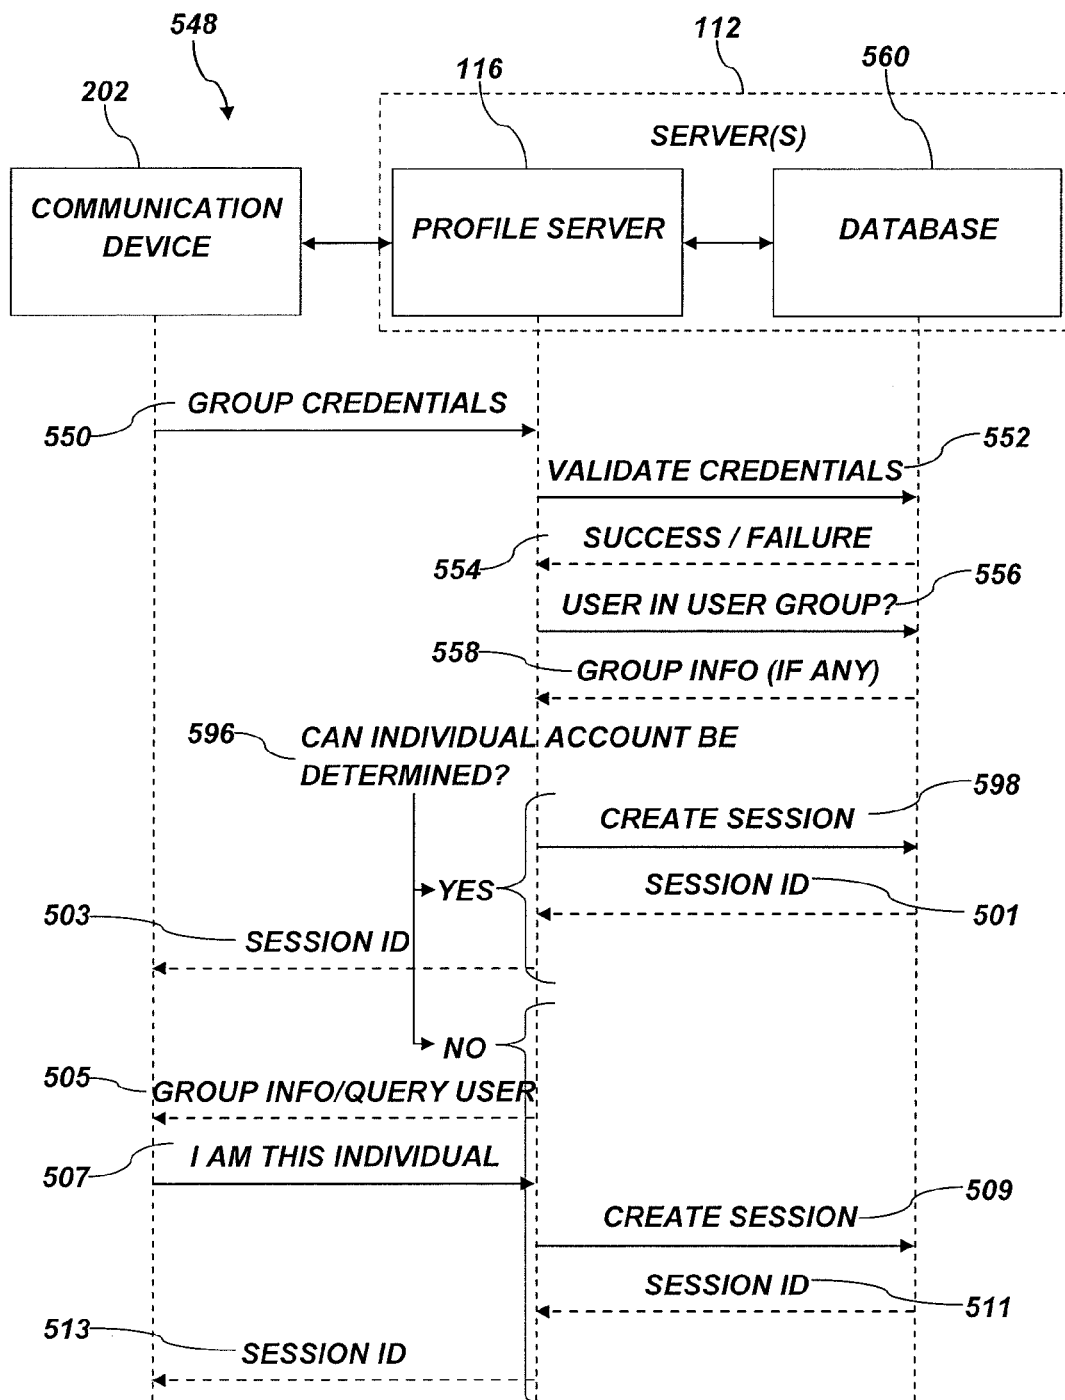 548
112
202
116
560
SERVER(S)
COMMUNICATION
DEVICE
PROFILE SERVER
DATABASE
GROUP CREDENTIALS
550
552
VALIDATE CREDENTIALS
SUCCESS / FAILURE
554
556
USER IN USER GROUP?
558
GROUP INFO (IF ANY)
596
CAN INDIVIDUAL ACCOUNT BE
DETERMINED?
598
CREATE SESSION
YES
SESSION ID
501
503
SESSION ID
NO
505
GROUP INFO/QUERY USER
I AM THIS INDIVIDUAL
507
509
CREATE SESSION
SESSION ID
511
513
SESSION ID